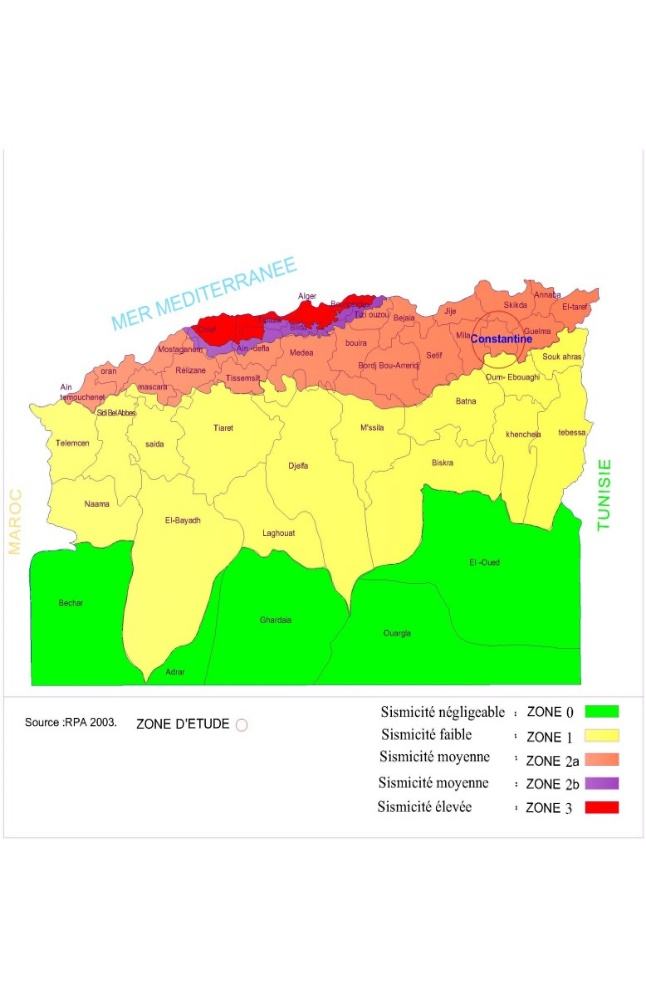 MER MEDITERRANEE
Alger
Annaba
Skikda
El-taref
Jije
Bejaia
Tizi ouzou
Guelma
Mila
Constantine
Mostaganem
Ain -defla
Medea
bouira
Setif
Souk ahras
oran
Rélizane
Bordj Bou-Arreridj
Tissemsilt
Oum- Ebouaghi
Ain
temouchenet
mascara
Batna
Sidi Bel Abbes
Tiaret
M'ssila
khenchela
tebessa
Telemcen
saida
Djelfa
Biskra
Naama
El-Bayadh
Laghouat
MAROC
TUNISIE
El -Oued
Bechar
Ghardaia
Ouargla
Adrar
Source :RPA 2003. ZONE D'ETUDE
Sismicité négligeable : ZONE 0
Sismicité faible : ZONE 1
Sismicité moyenne : ZONE 2a
Sismicité moyenne : ZONE 2b
Sismicité élevée : ZONE 3